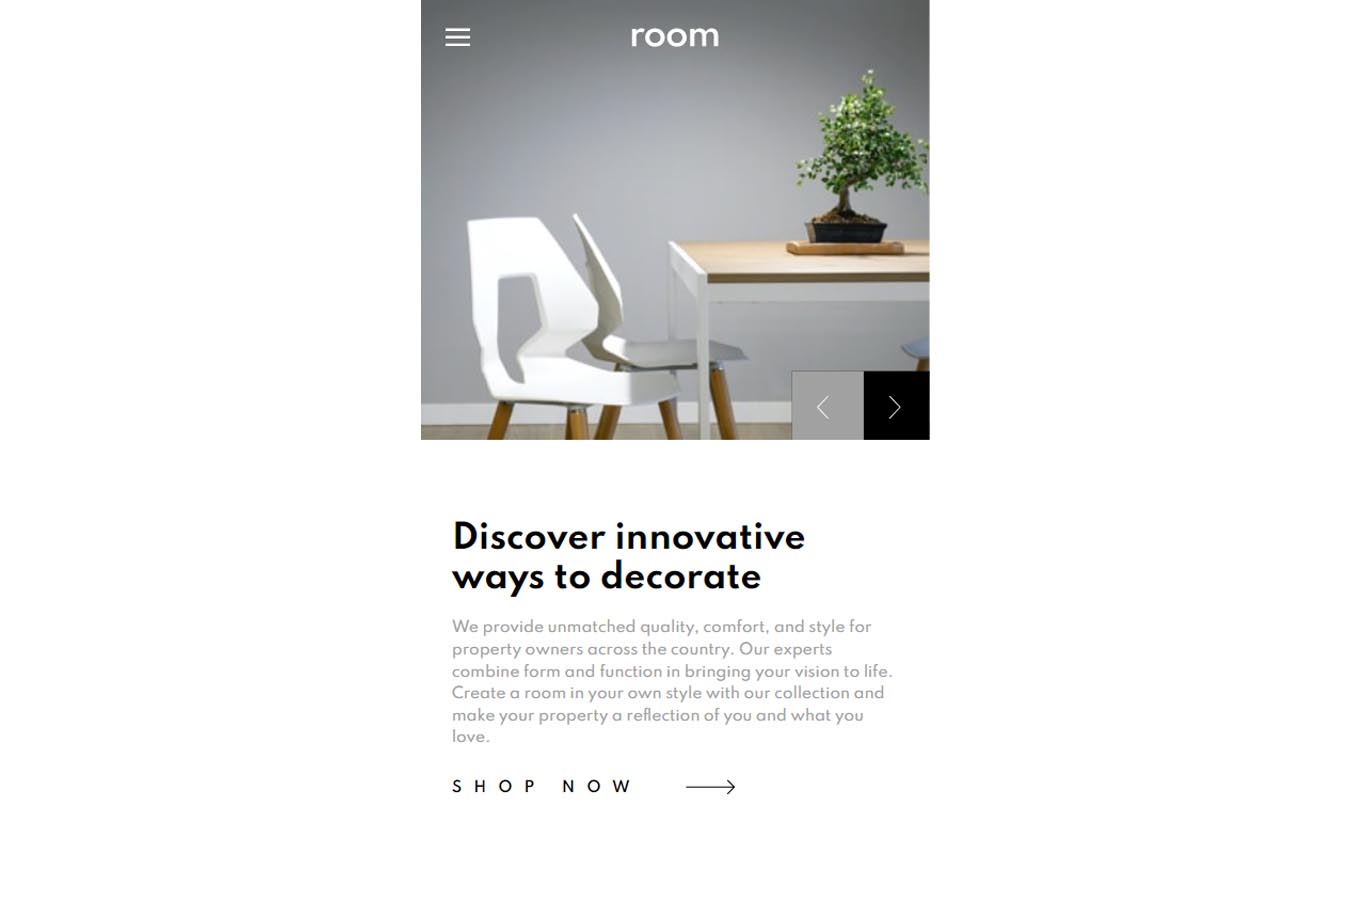 room
Discover innovative
ways to decorate
We provide unmatched quality, comfort, and style for
property owners across the country. Our experts
combine form and function in bringing your vision to life.
Create a room in your own style with our collection and
make your property a reflection of you and what you
love.
SHOP NOW